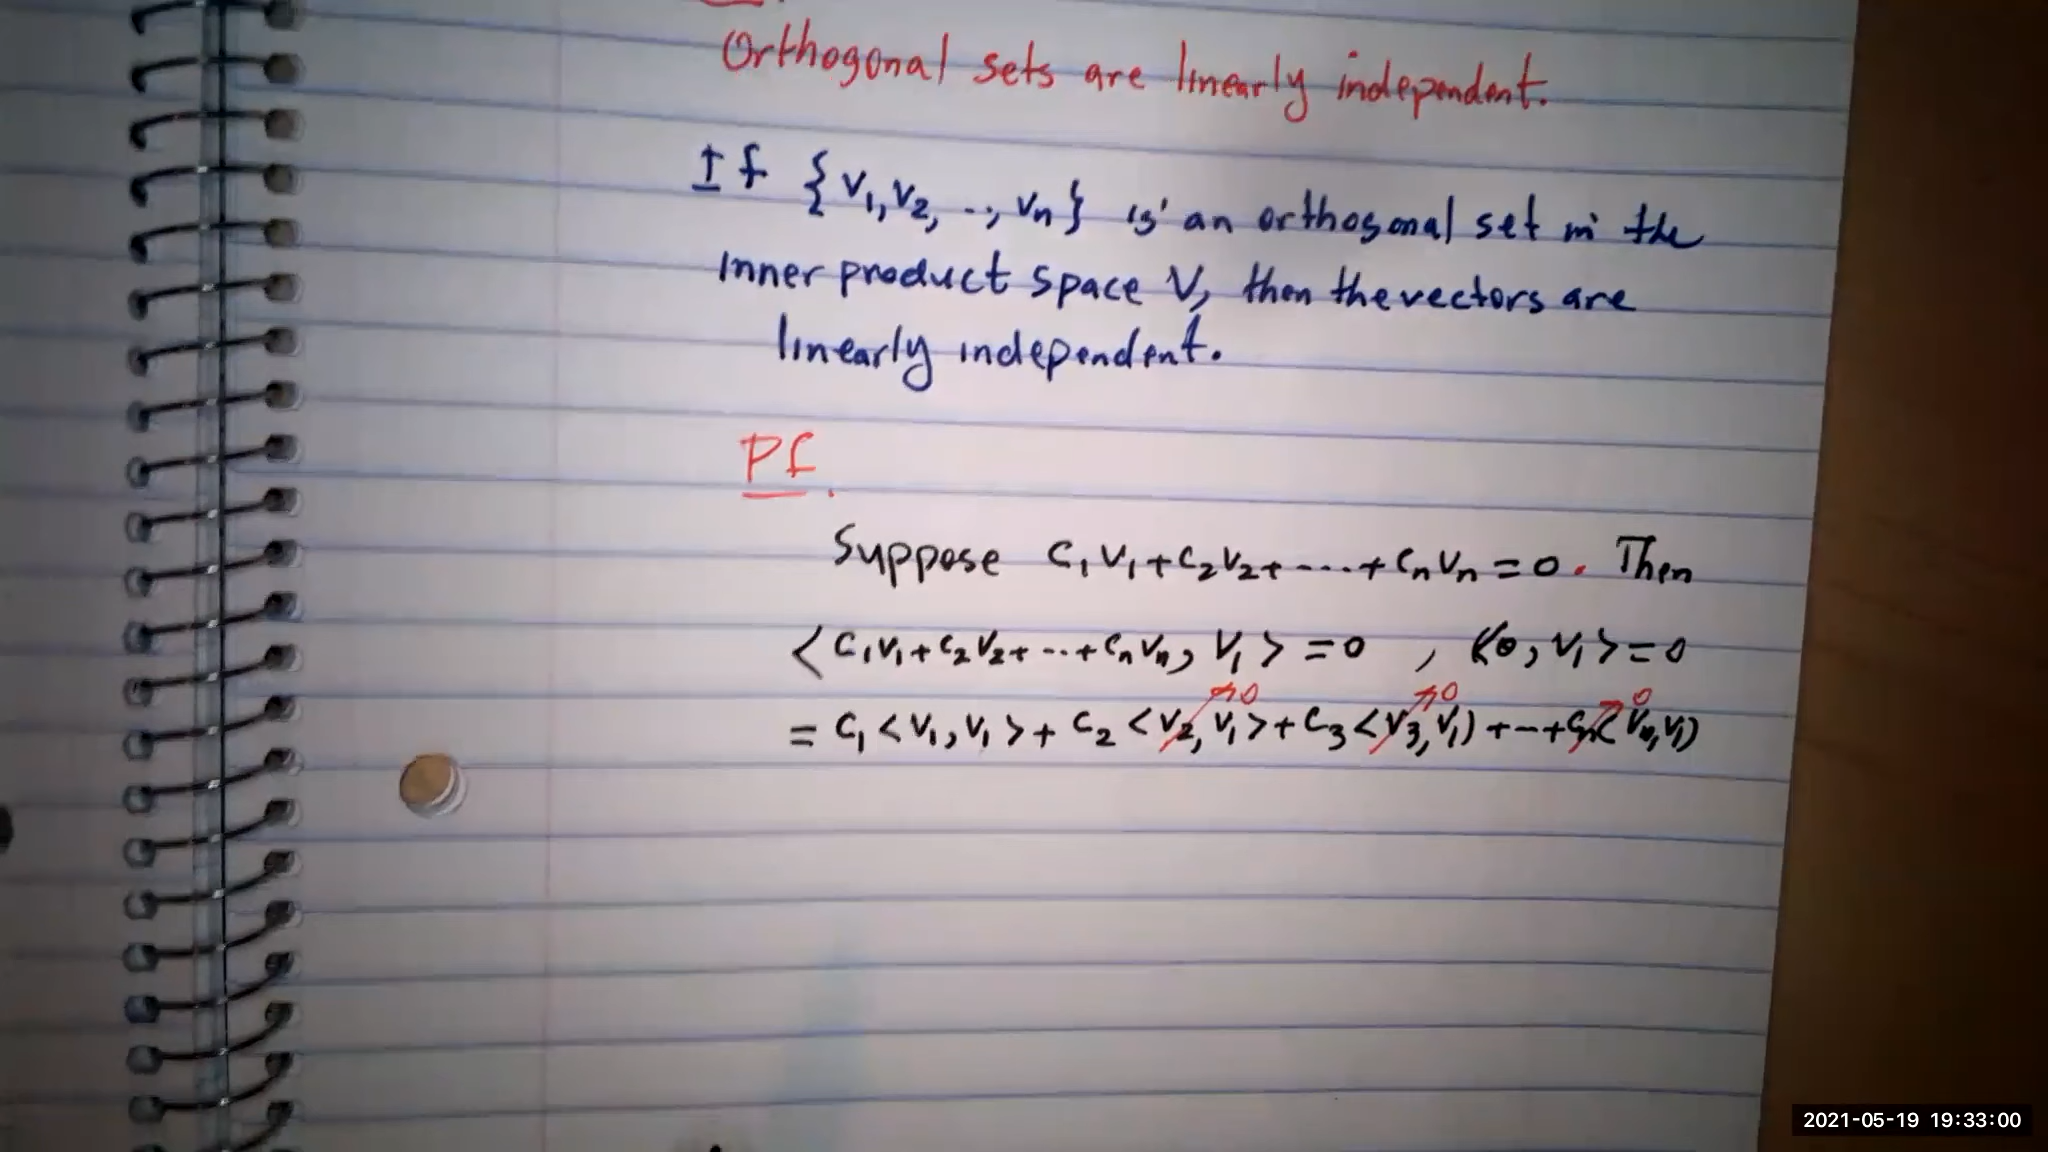 Orthogonal sets are linearly independent.
If {v₁,v₂, .., vₙ} is an orthogonal set in the
inner product space V, then the vectors are
linearly independent.
Pf.
Suppose c₁v₁+c₂v₂+----+cₙvₙ=0. Then
<c₁v₁+c₂v₂+--+cₙvₙ, v₁> =0 , <0, v₁>=0
0 0 0
= c₁<v₁,v₁>+ c₂<v₂,v₁>+c₃<v₃,v₁)+--+cₙ<vₙ,v₁)
2021-05-19 19:33:00